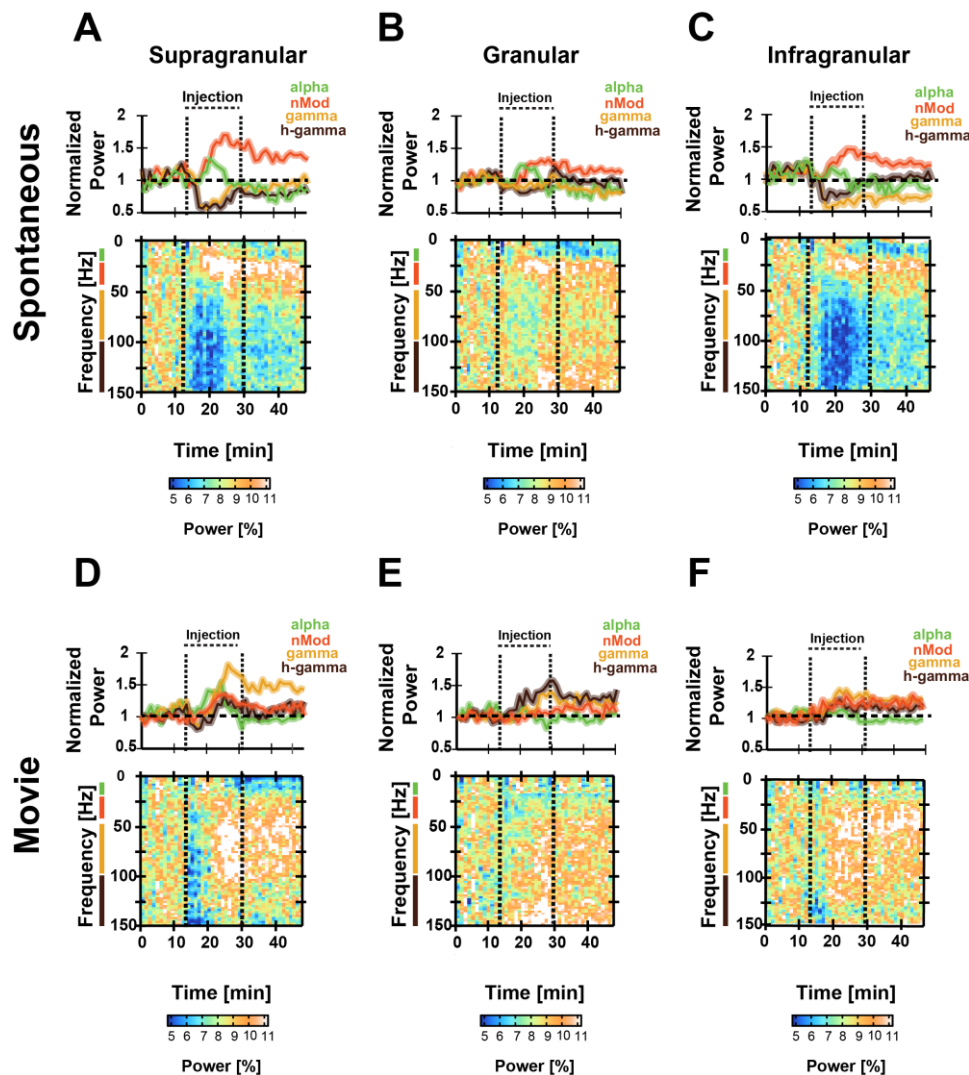 A
B
C
Supragranular
Granular
Infragranular
Spontaneous
Injection
alpha
nMod
gamma
h-gamma
Normalized
Power
2
1.5
1
0.5
Frequency [Hz]
0
50
100
150
0 10 20 30 40
Time [min]
5 6 7 8 9 10 11
Power [%]
Injection
alpha
nMod
gamma
h-gamma
Normalized
Power
2
1.5
1
0.5
Frequency [Hz]
0
50
100
150
0 10 20 30 40
Time [min]
5 6 7 8 9 10 11
Power [%]
Injection
alpha
nMod
gamma
h-gamma
Normalized
Power
2
1.5
1
0.5
Frequency [Hz]
0
50
100
150
0 10 20 30 40
Time [min]
5 6 7 8 9 10 11
Power [%]
D
E
F
Movie
Injection
alpha
nMod
gamma
h-gamma
Normalized
Power
2
1.5
1
0.5
Frequency [Hz]
0
50
100
150
0 10 20 30 40
Time [min]
5 6 7 8 9 10 11
Power [%]
Injection
alpha
nMod
gamma
h-gamma
Normalized
Power
2
1.5
1
0.5
Frequency [Hz]
0
50
100
150
0 10 20 30 40
Time [min]
5 6 7 8 9 10 11
Power [%]
Injection
alpha
nMod
gamma
h-gamma
Normalized
Power
2
1.5
1
0.5
Frequency [Hz]
0
50
100
150
0 10 20 30 40
Time [min]
5 6 7 8 9 10 11
Power [%]